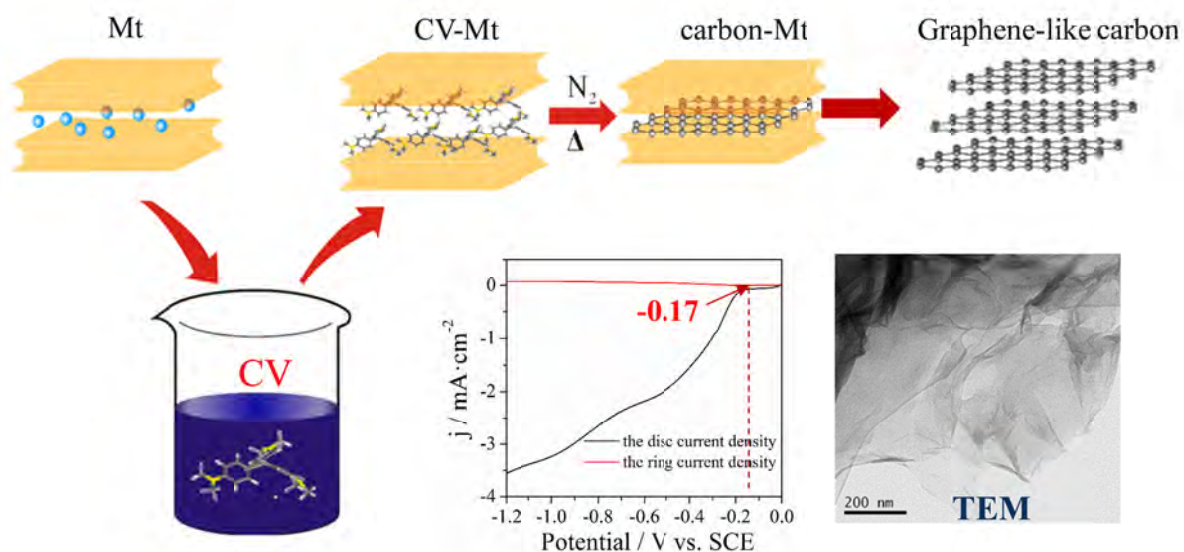 Mt
CV-Mt
carbon-Mt
Graphene-like carbon
N₂
Δ
CV
0
-1
-2
-3
-4
j / mA·cm⁻²
-0.17
the disc current density
the ring current density
-1.2 -1.0 -0.8 -0.6 -0.4 -0.2 0.0
Potential / V vs. SCE
200 nm
TEM